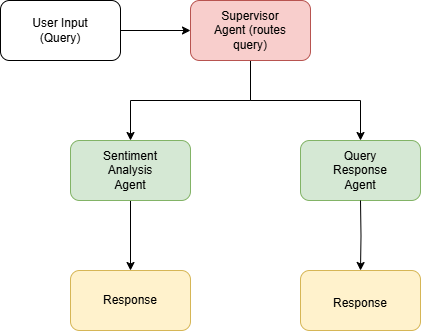 User Input
(Query)
Supervisor
Agent (routes
query)
Sentiment
Analysis
Agent
Query
Response
Agent
Response
Response